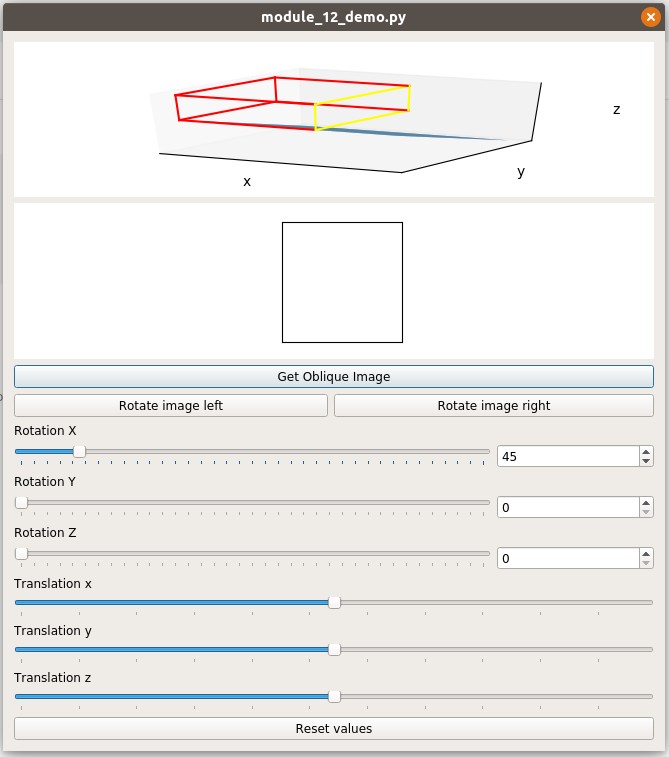 module_12_demo.py
z
y
x
Get Oblique Image
Rotate image left
Rotate image right
Rotation X
45
Rotation Y
0
Rotation Z
0
Translation x
Translation y
Translation z
Reset values